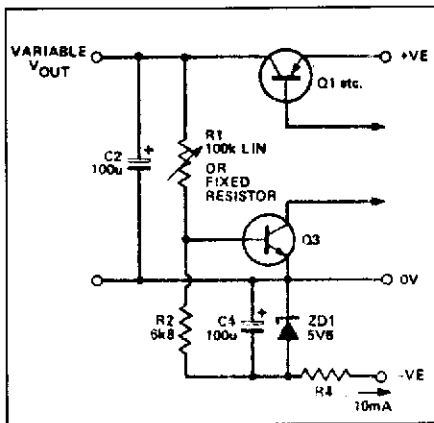 VARIABLE
VOUT
+VE
Q1 etc.
R1
100k LIN
OR
FIXED
RESISTOR
C2
100u
+
Q3
0V
R2
6k8
C4
100u
+
ZD1
5V6
R4
-VE
10mA